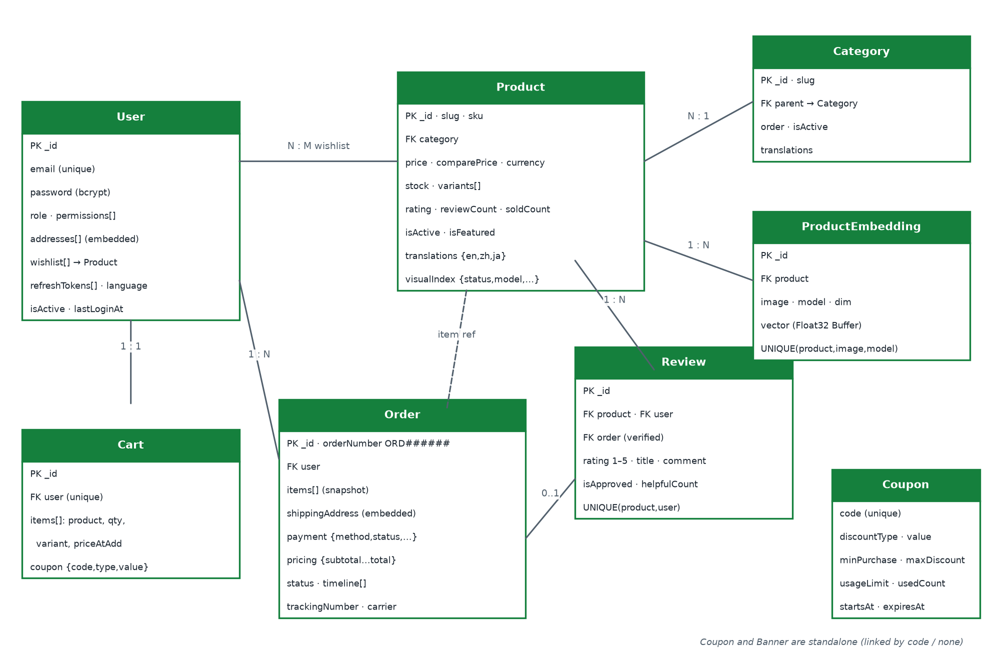 User
PK _id
email (unique)
password (bcrypt)
role · permissions[]
addresses[] (embedded)
wishlist[] → Product
refreshTokens[] · language
isActive · lastLoginAt
N : M wishlist
Product
PK _id · slug · sku
FK category
price · comparePrice · currency
stock · variants[]
rating · reviewCount · soldCount
isActive · isFeatured
translations {en,zh,ja}
visualIndex {status,model,...}
N : 1
Category
PK _id · slug
FK parent → Category
order · isActive
translations
1 : N
ProductEmbedding
PK _id
FK product
image · model · dim
vector (Float32 Buffer)
UNIQUE(product,image,model)
1 : 1
1 : N
item ref
1 : N
Cart
PK _id
FK user (unique)
items[]: product, qty,
variant, priceAtAdd
coupon {code,type,value}
Order
PK _id · orderNumber ORD######
FK user
items[] (snapshot)
shippingAddress (embedded)
payment {method,status,...}
pricing {subtotal...total}
status · timeline[]
trackingNumber · carrier
0..1
Review
PK _id
FK product · FK user
FK order (verified)
rating 1–5 · title · comment
isApproved · helpfulCount
UNIQUE(product,user)
Coupon
code (unique)
discountType · value
minPurchase · maxDiscount
usageLimit · usedCount
startsAt · expiresAt
Coupon and Banner are standalone (linked by code / none)